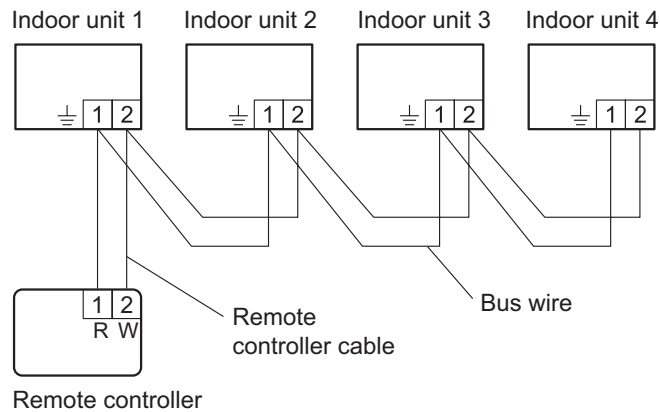 Indoor unit 1 Indoor unit 2 Indoor unit 3 Indoor unit 4
1 2 1 2 1 2 1 2
1 2
R W
Remote
controller cable
Bus wire
Remote controller